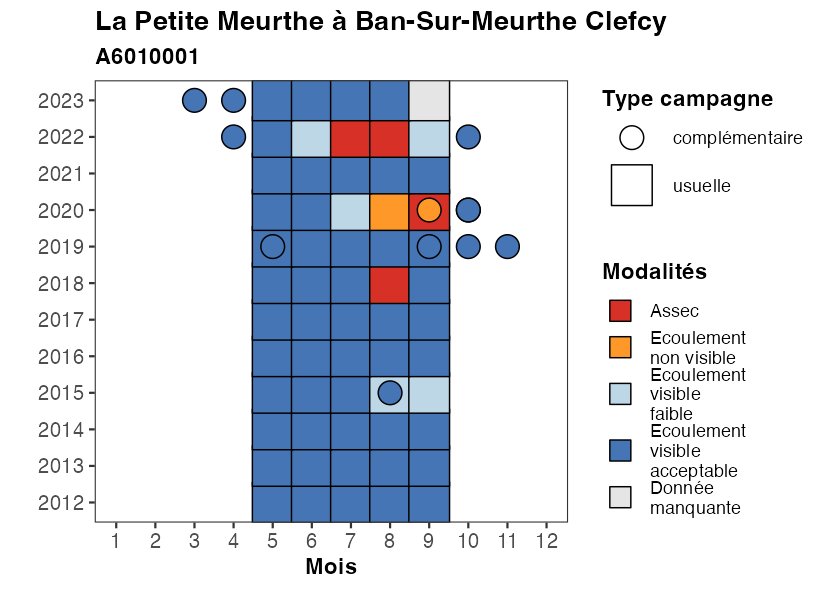 La Petite Meurthe à Ban-Sur-Meurthe Clefcy
A6010001
2023
2022
2021
2020
2019
2018
2017
2016
2015
2014
2013
2012
1 2 3 4 5 6 7 8 9 10 11 12
Mois
Type campagne
complémentaire
usuelle
Modalités
Assec
Ecoulement
non visible
Ecoulement
visible
faible
Ecoulement
visible
acceptable
Donnée
manquante